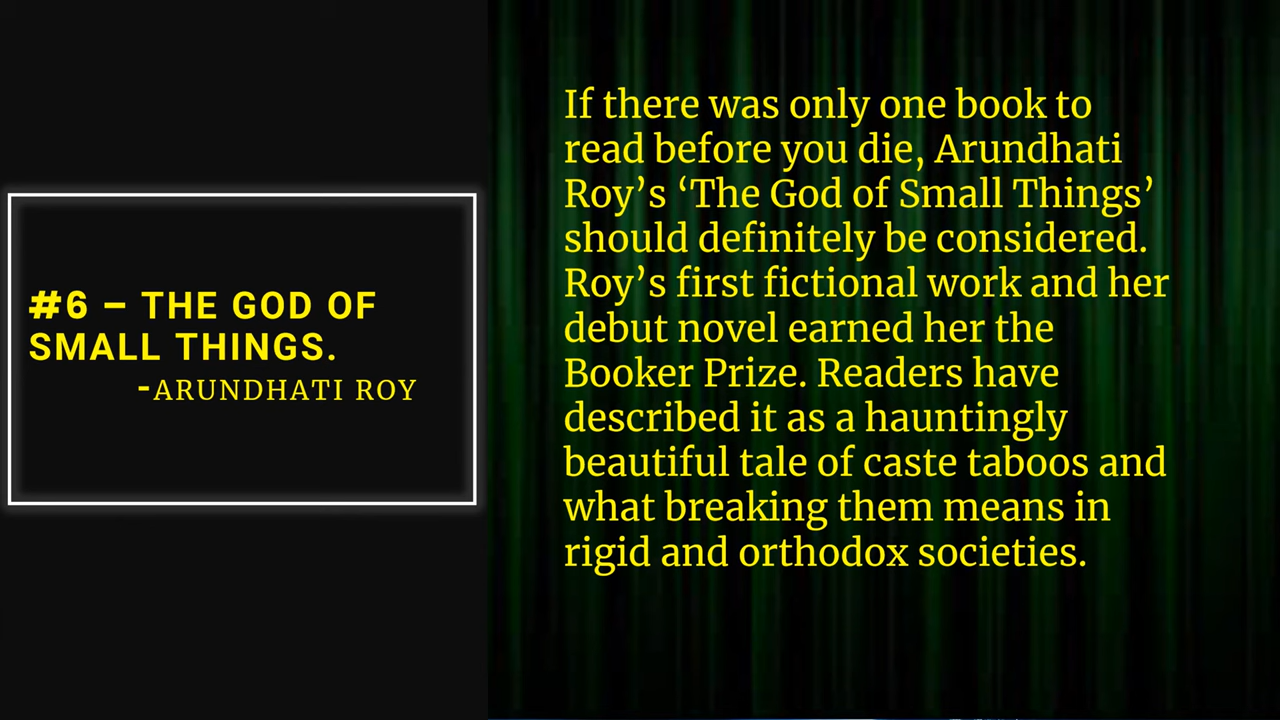 #6 – THE GOD OF
SMALL THINGS.
-ARUNDHATI ROY
If there was only one book to
read before you die, Arundhati
Roy’s ‘The God of Small Things’
should definitely be considered.
Roy’s first fictional work and her
debut novel earned her the
Booker Prize. Readers have
described it as a hauntingly
beautiful tale of caste taboos and
what breaking them means in
rigid and orthodox societies.